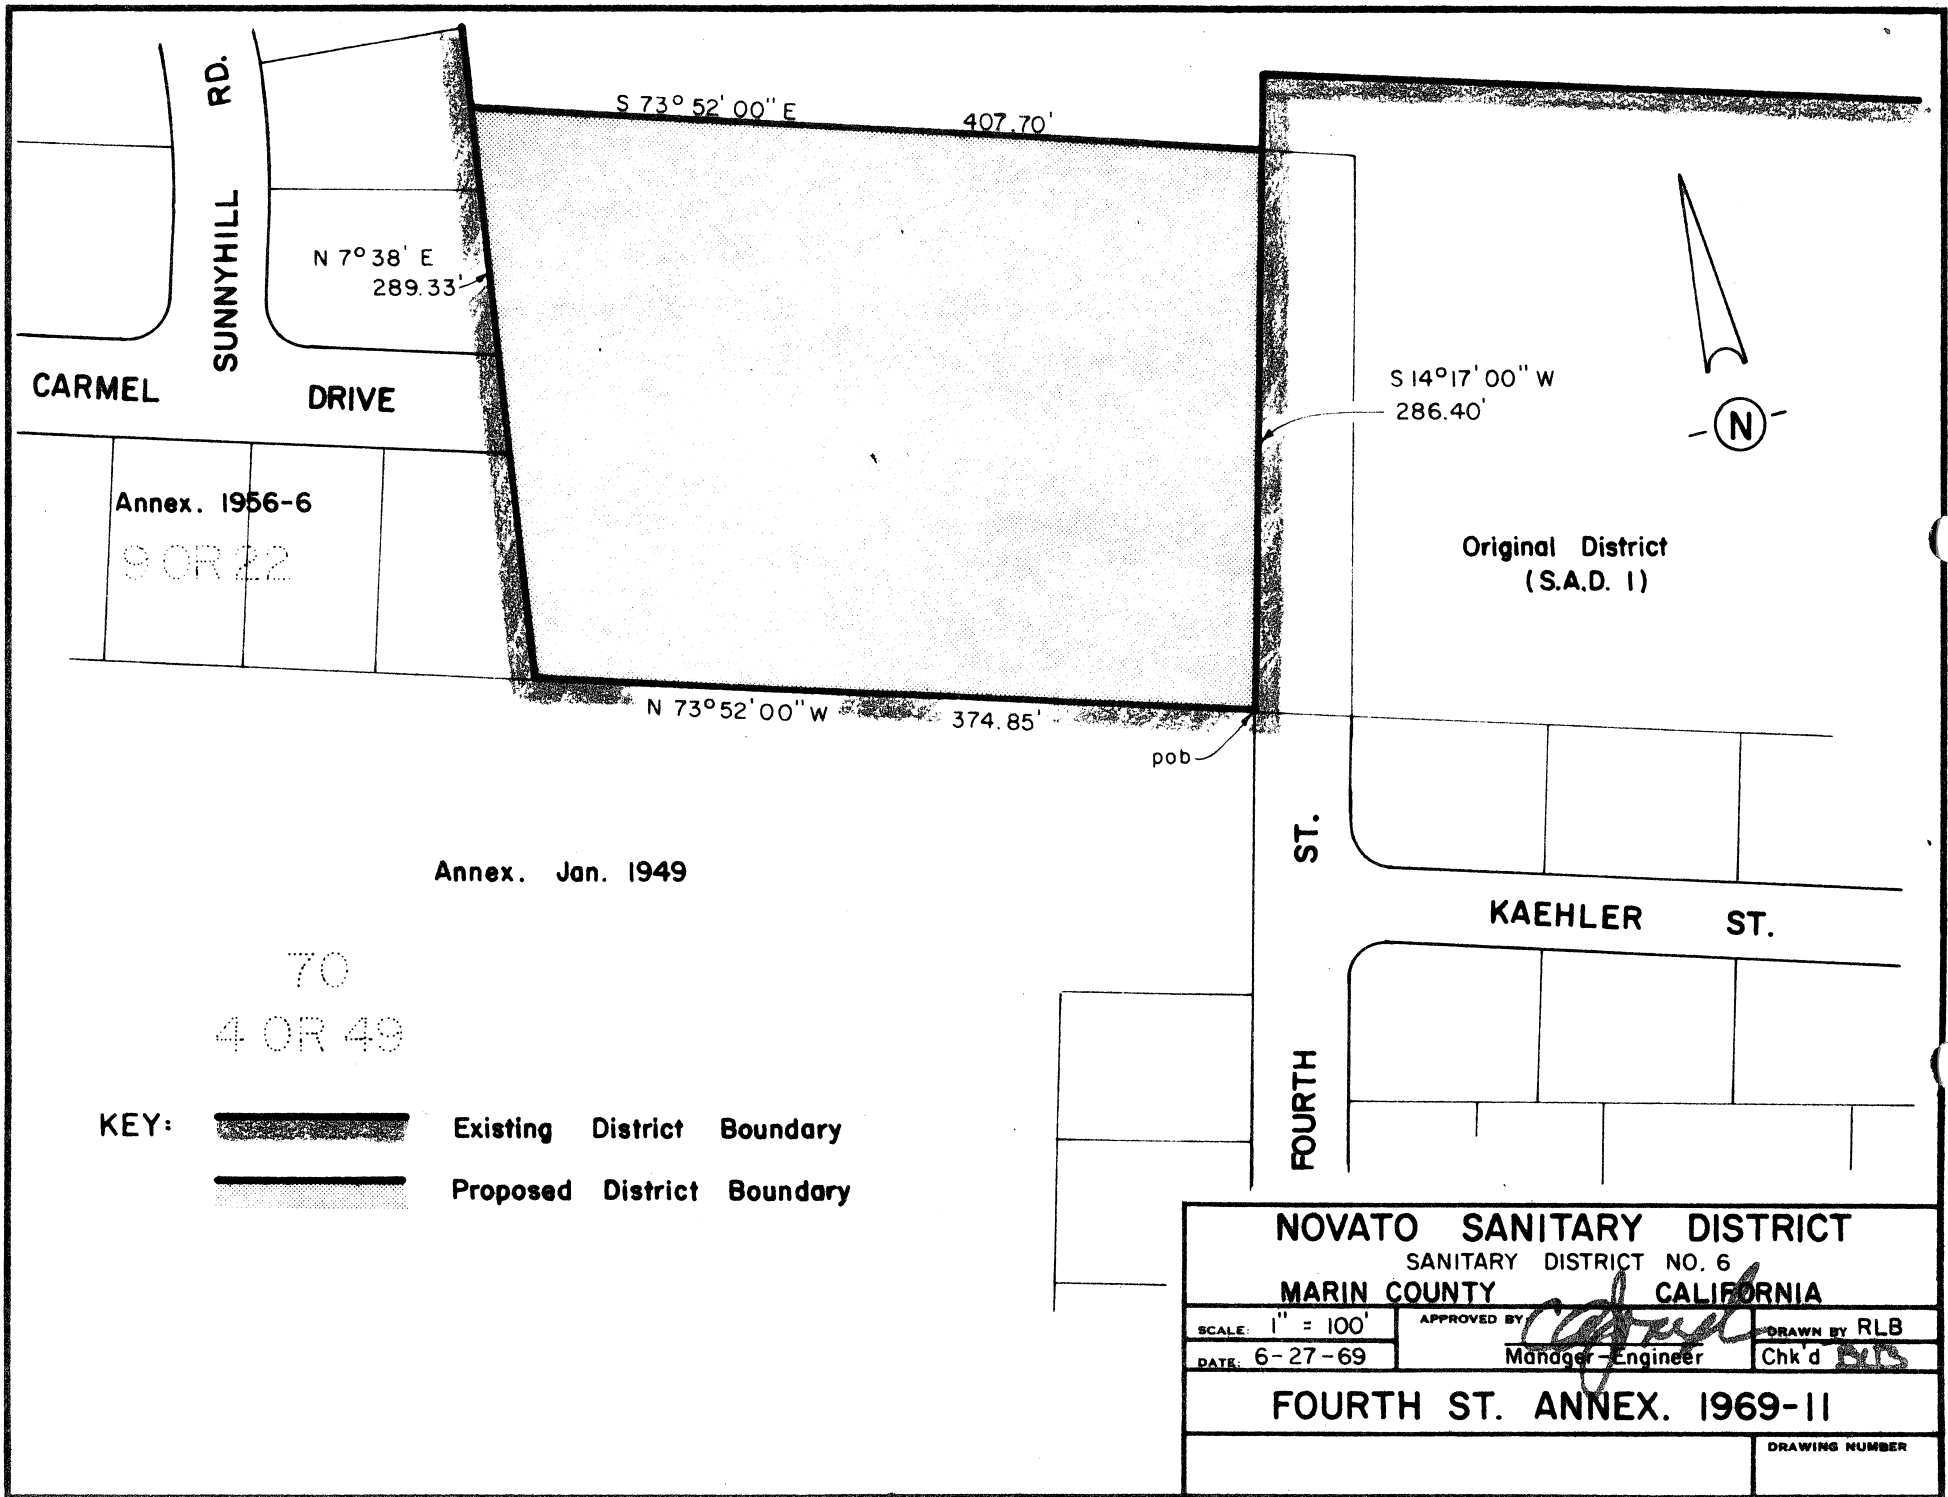 SUNNYHILL RD.
S 73° 52' 00" E 407.70'
N 7° 38' E
289.33'
CARMEL DRIVE
S 14° 17' 00" W
286.40'
N
Annex. 1956-6
9 OR 22
Original District
(S.A.D. 1)
N 73° 52' 00" W 374.85'
pob
FOURTH ST.
Annex. Jan. 1949
KAEHLER ST.
70
4 OR 49
KEY:
Existing District Boundary
Proposed District Boundary
NOVATO SANITARY DISTRICT
SANITARY DISTRICT NO. 6
MARIN COUNTY CALIFORNIA
SCALE: 1" = 100'
APPROVED BY
DRAWN BY RLB
DATE: 6-27-69
Manager-Engineer
Chk'd
FOURTH ST. ANNEX. 1969-11
DRAWING NUMBER